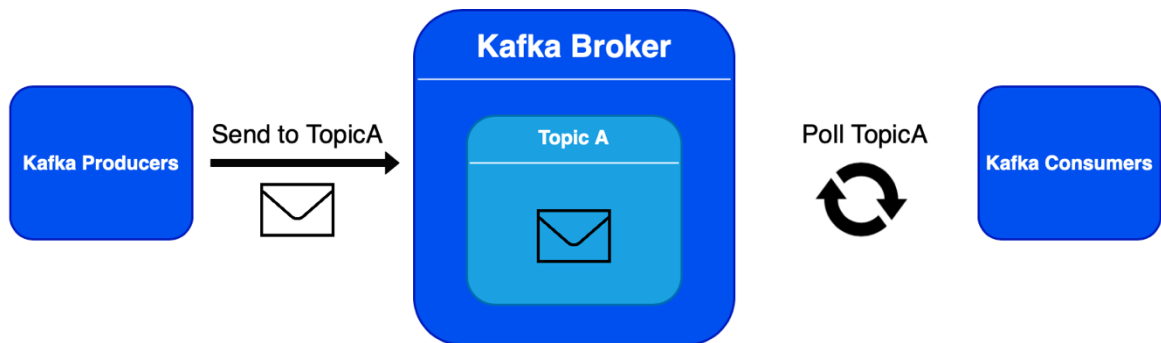 Kafka Producers
Send to TopicA
Kafka Broker
Topic A
Poll TopicA
Kafka Consumers